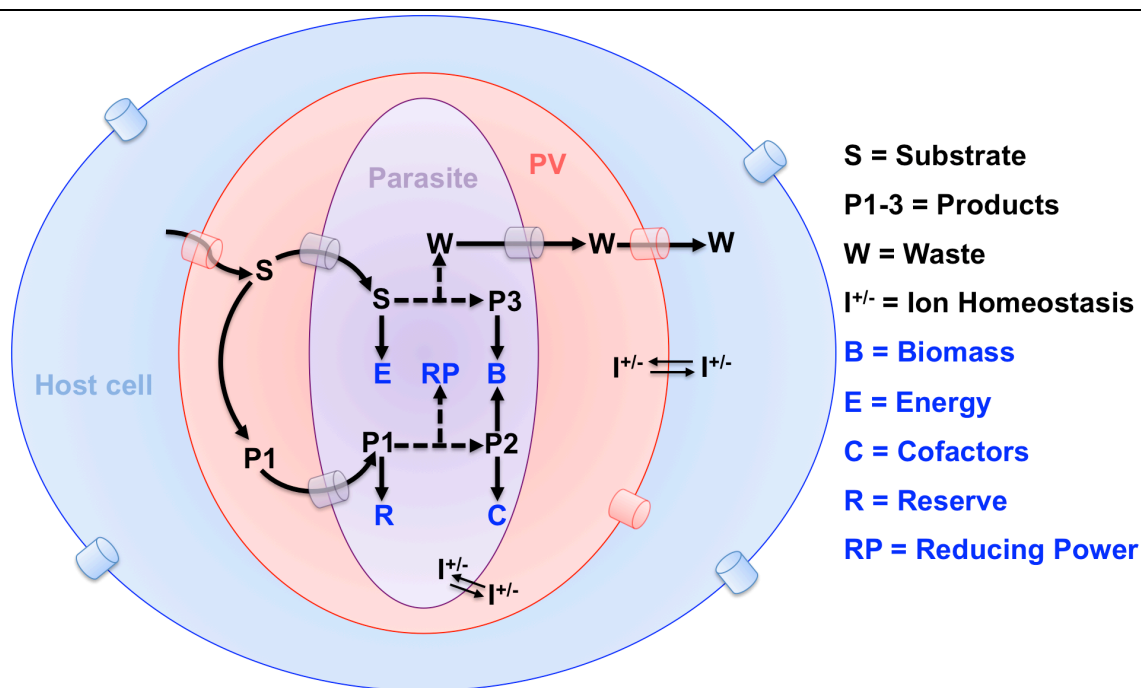 PV
Parasite
Host cell
W
W
W
S
S
P3
I+/-
I+/-
E
RP
B
P1
P1
P2
R
C
I+/-
I+/-
S = Substrate
P1-3 = Products
W = Waste
I+/- = Ion Homeostasis
B = Biomass
E = Energy
C = Cofactors
R = Reserve
RP = Reducing Power